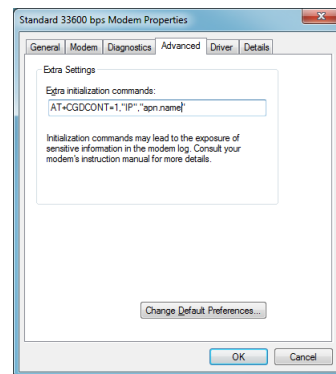 Standard 33600 bps Modem Properties
General Modem Diagnostics Advanced Driver Details
Extra Settings
Extra initialization commands:
AT+CGDCONT=1,"IP","apn.name"
Initialization commands may lead to the exposure of
sensitive information in the modem log. Consult your
modem's instruction manual for more details.
Change Default Preferences...
OK Cancel